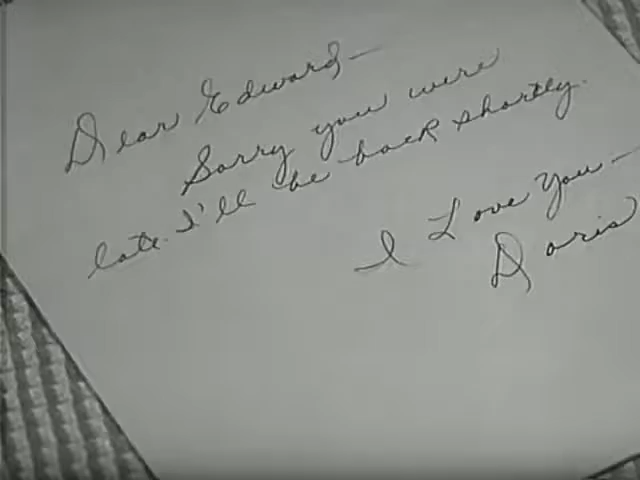 Dear Edward—
Sorry you were
late. I'll be back shortly.
I Love You—
Doris